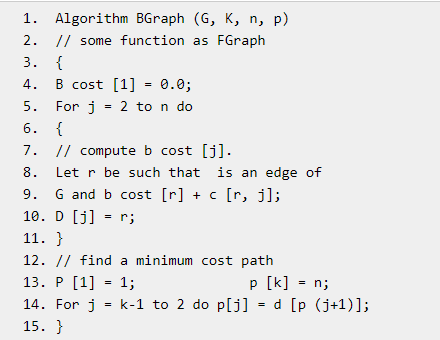 1. Algorithm BGraph (G, K, n, p)
2. // some function as FGraph
3. {
4. B cost [1] = 0.0;
5. For j = 2 to n do
6. {
7. // compute b cost [j].
8. Let r be such that  is an edge of
9. G and b cost [r] + c [r, j];
10. D [j] = r;
11. }
12. // find a minimum cost path
13. P [1] = 1;              p [k] = n;
14. For j = k-1 to 2 do p[j] = d [p (j+1)];
15. }